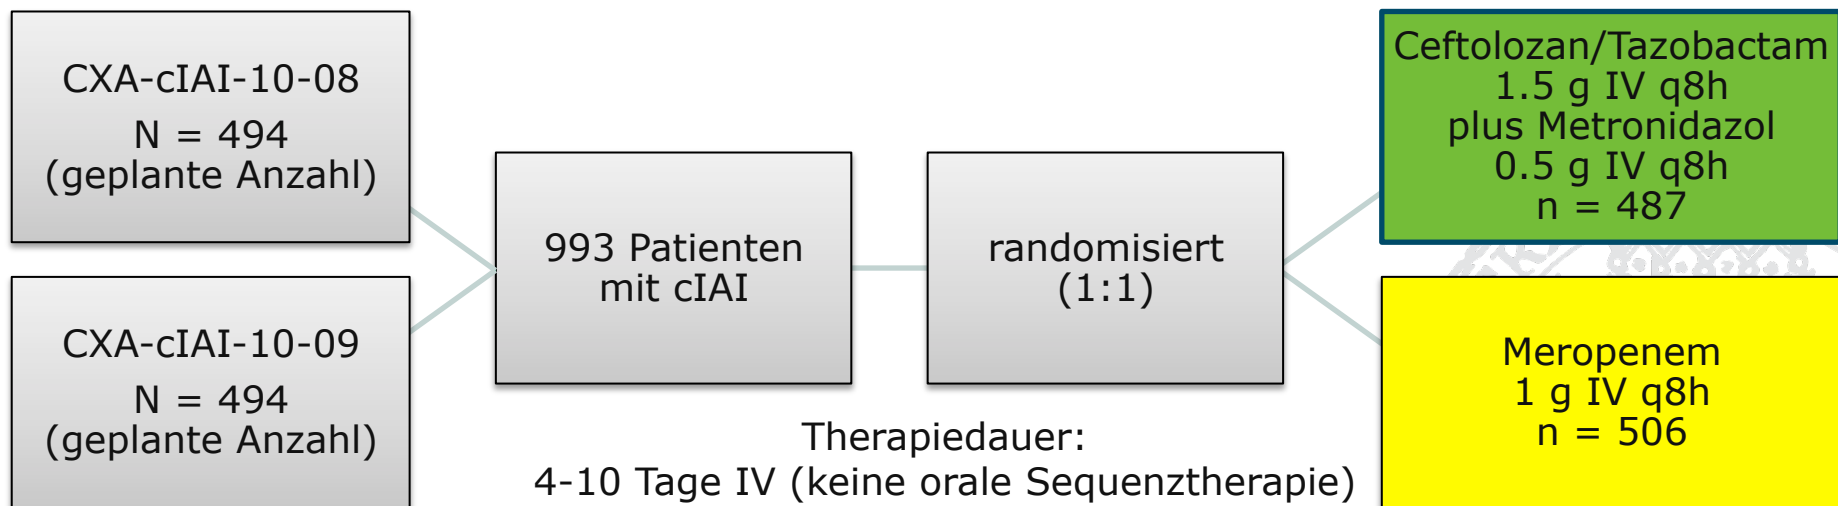 CXA-cIAI-10-08
N = 494
(geplante Anzahl)
CXA-cIAI-10-09
N = 494
(geplante Anzahl)
993 Patienten
mit cIAI
randomisiert
(1:1)
Therapiedauer:
4-10 Tage IV (keine orale Sequenztherapie)
Ceftolozan/Tazobactam
1.5 g IV q8h
plus Metronidazol
0.5 g IV q8h
n = 487
Meropenem
1 g IV q8h
n = 506